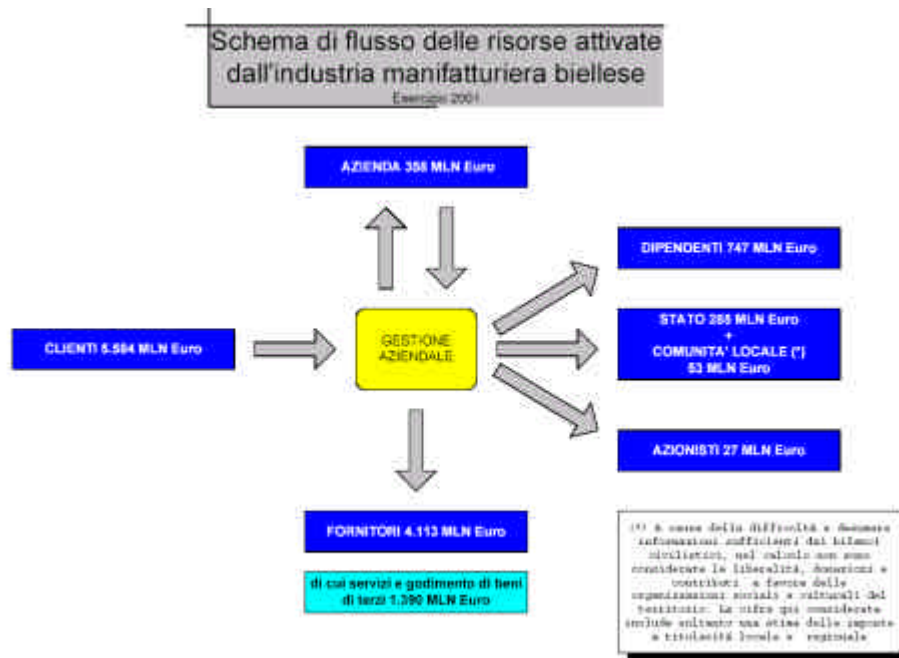 Schema di flusso delle risorse attivate
dall'industria manifatturiera biellese
Esercizio 2001
AZIENDA 358 MLN Euro
DIPENDENTI 747 MLN Euro
CLIENTI 5.584 MLN Euro
GESTIONE
AZIENDALE
STATO 285 MLN Euro
+
COMUNITA' LOCALE (*)
53 MLN Euro
AZIONISTI 27 MLN Euro
FORNITORI 4.113 MLN Euro
di cui servizi e godimento di beni
di terzi 1.390 MLN Euro
(*) A causa della difficoltà a desumere
informazioni sufficienti dai bilanci
civilistici, nel calcolo non sono
considerate le liberalità, donazioni e
contributi a favore delle
organizzazioni sociali e culturali del
territorio. La cifra qui considerata
include soltanto una stima delle imposte
a titolarità locale e regionale